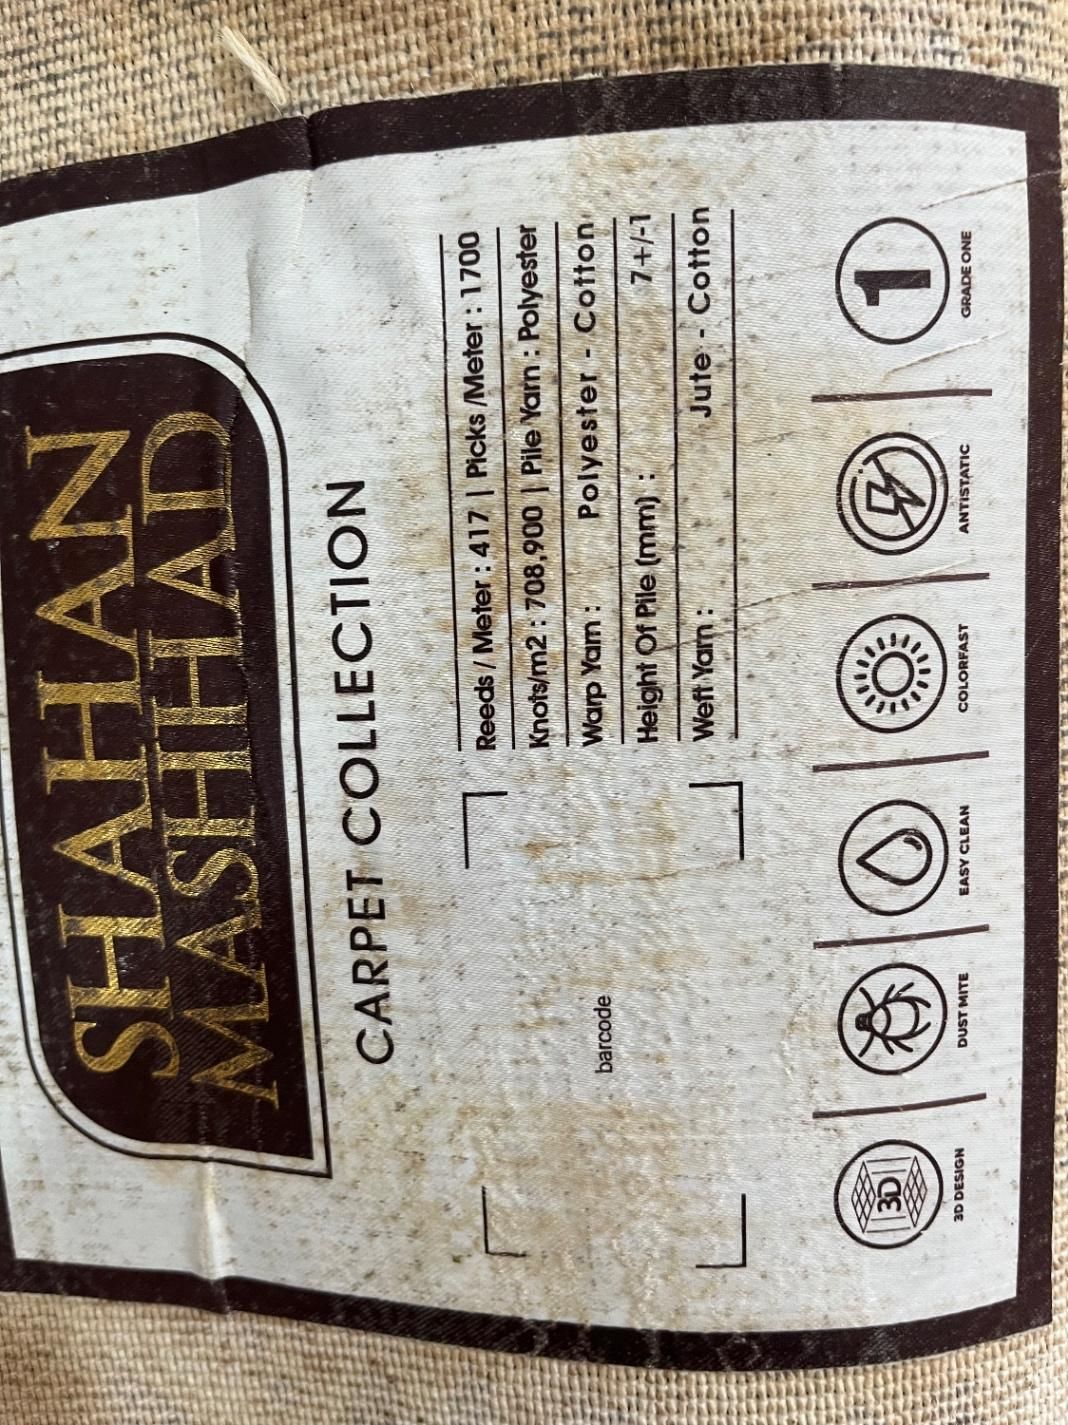 SHAHAN
MASHHAD
CARPET COLLECTION
Reeds / Meter : 417 | Picks /Meter : 1700
Knots/m2 : 708,900 | Pile Yarn : Polyester
Warp Yarn : Polyester - Cotton
Height Of Pile (mm) : 7+/-1
Weft Yarn : Jute - Cotton
barcode
3D
1
3D DESIGN
DUST MITE
EASY CLEAN
COLORFAST
ANTISTATIC
GRADE ONE